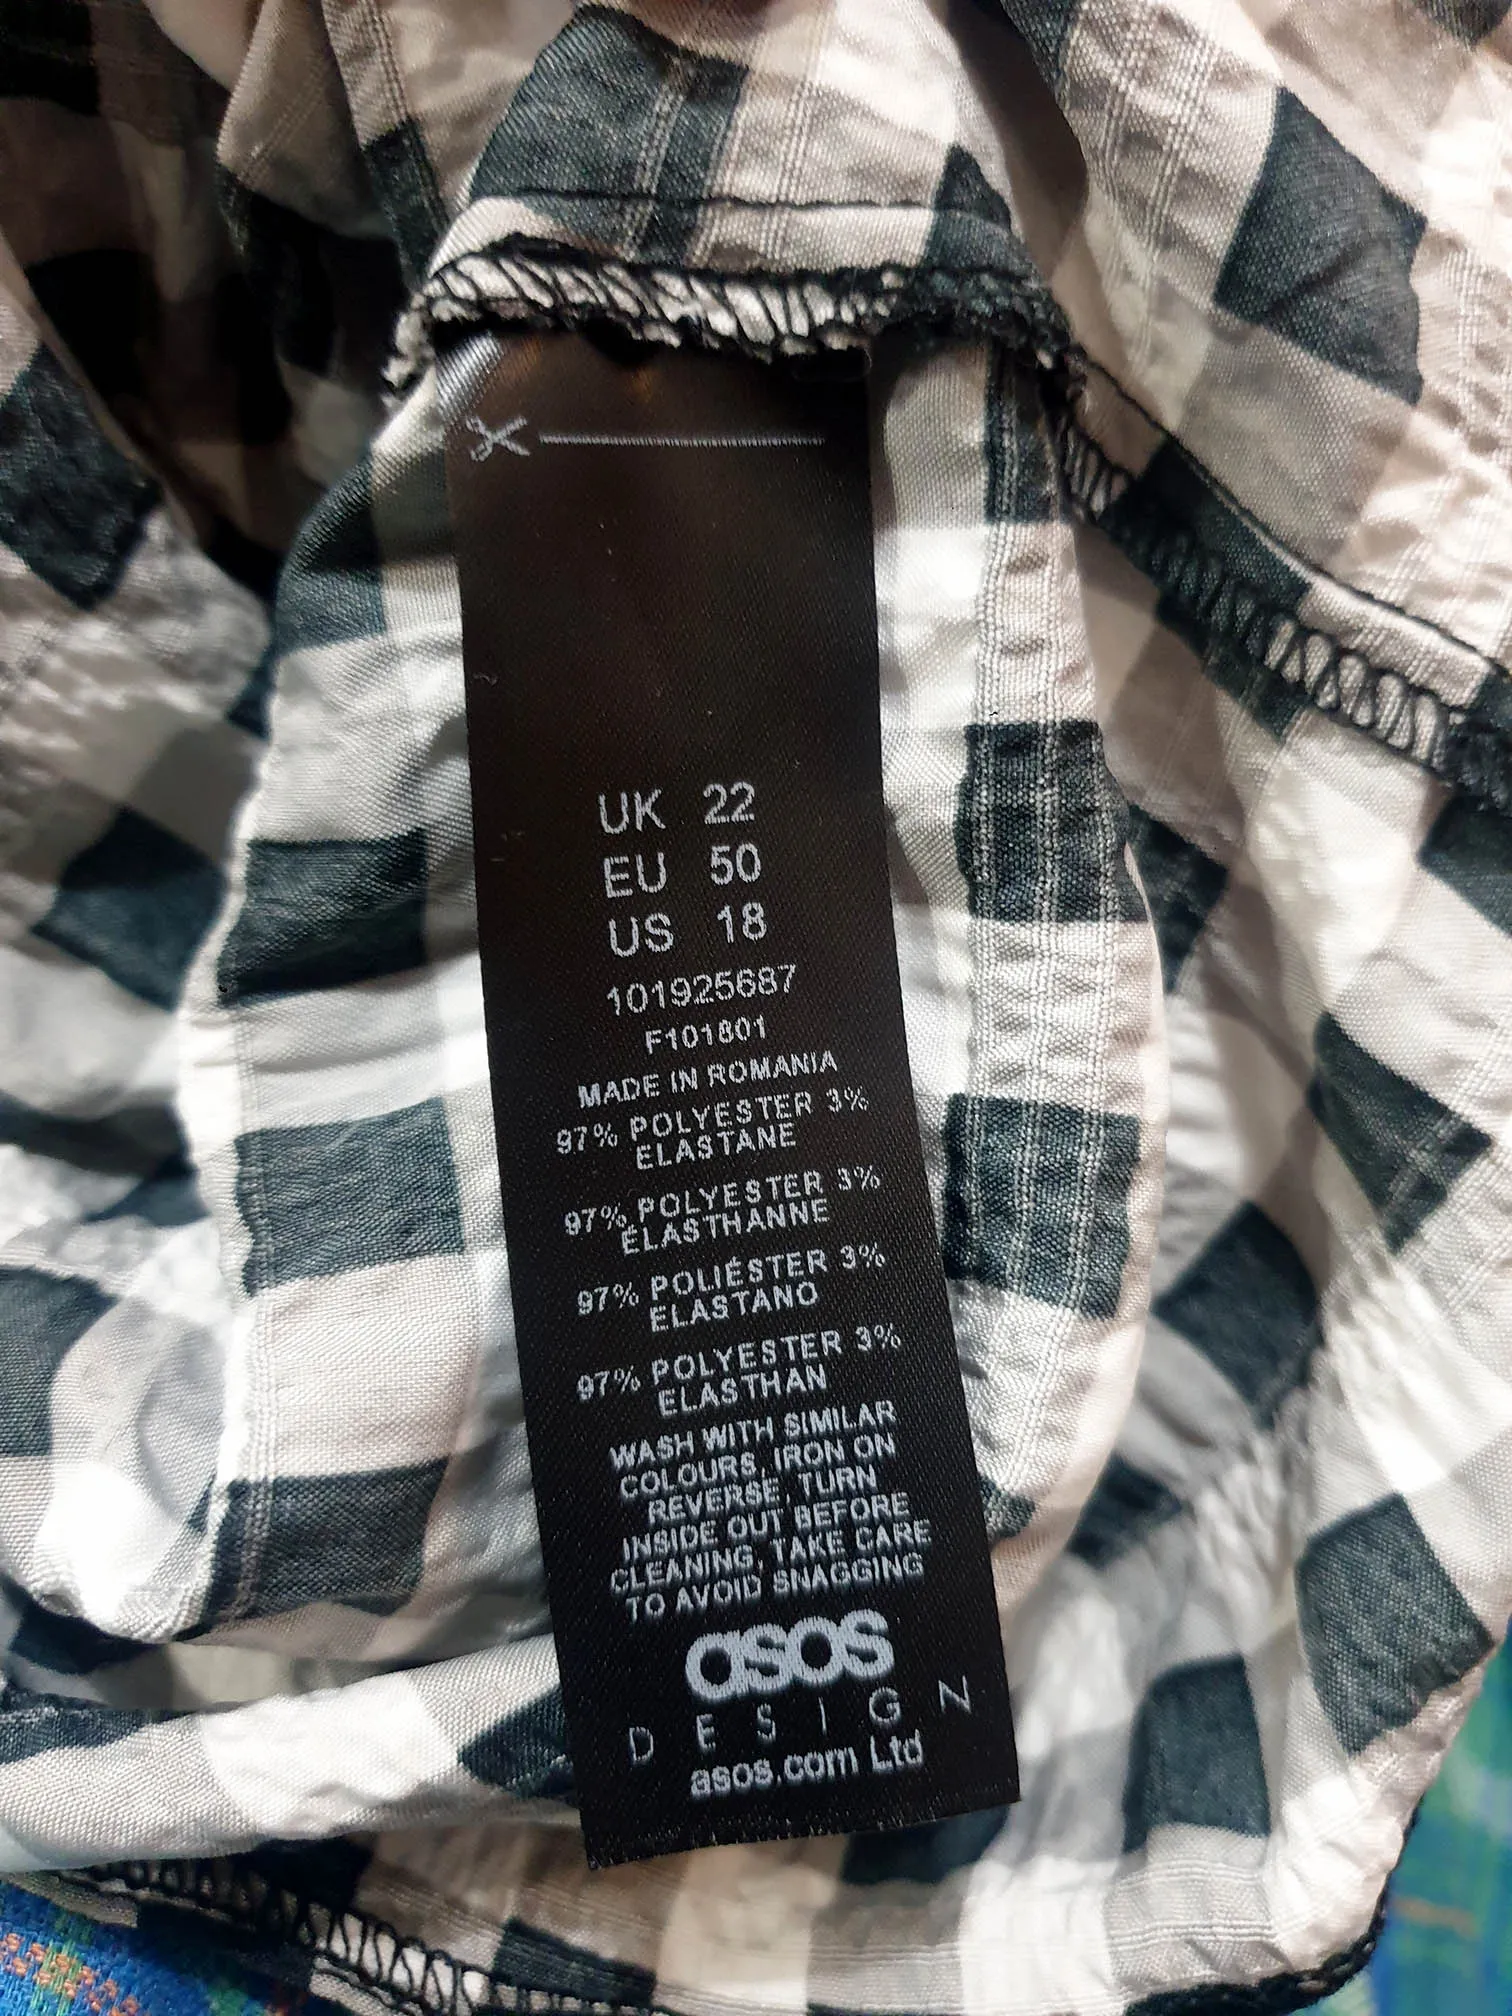 UK 22
EU 50
US 18
101925687
F101801
MADE IN ROMANIA
97% POLYESTER 3%
ELASTANE
97% POLYESTER 3%
ÉLASTHANNE
97% POLIÉSTER 3%
ELASTANO
97% POLYESTER 3%
ELASTHAN
WASH WITH SIMILAR
COLOURS, IRON ON
REVERSE, TURN
INSIDE OUT BEFORE
CLEANING, TAKE CARE
TO AVOID SNAGGING
asos
DESIGN
asos.com Ltd